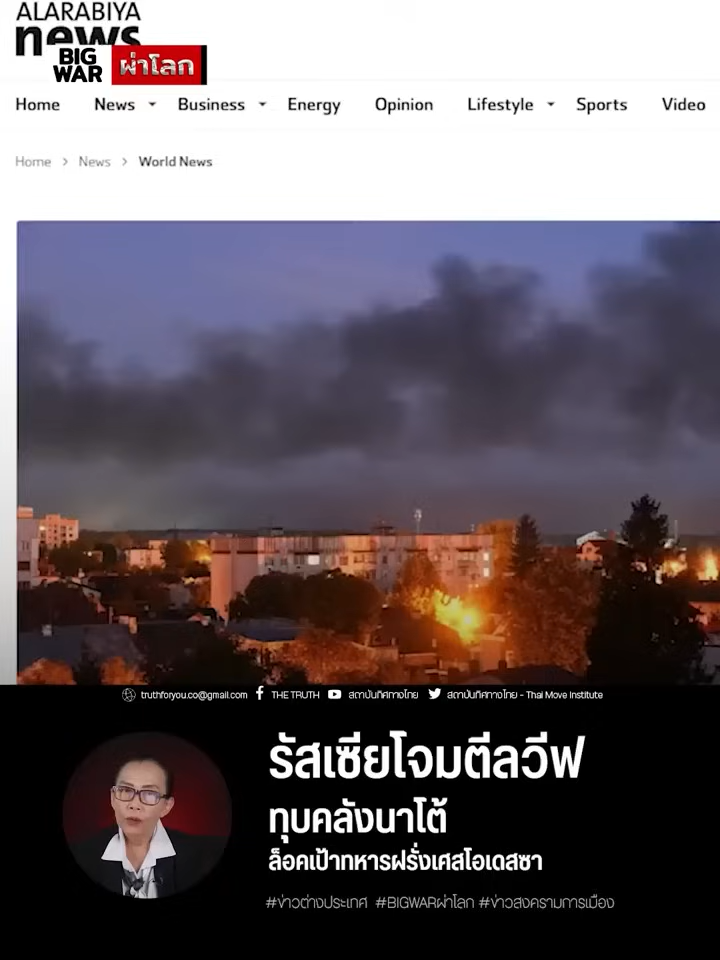 ALARABIYA
news
BIG
WAR ผ่าโลก
Home News Business Energy Opinion Lifestyle Sports Video
Home > News > World News
truthforyou.co@gmail.com THE TRUTH สถาบันทิศทางไทย สถาบันทิศทางไทย - Thai Move Institute
รัสเซียโจมตีลวีฟ
ทุบคลังนาโต้
ล็อคเป้าทหารฝรั่งเศสโอเดสซา
#ข่าวต่างประเทศ #BIGWARผ่าโลก #ข่าวสงครามการเมือง